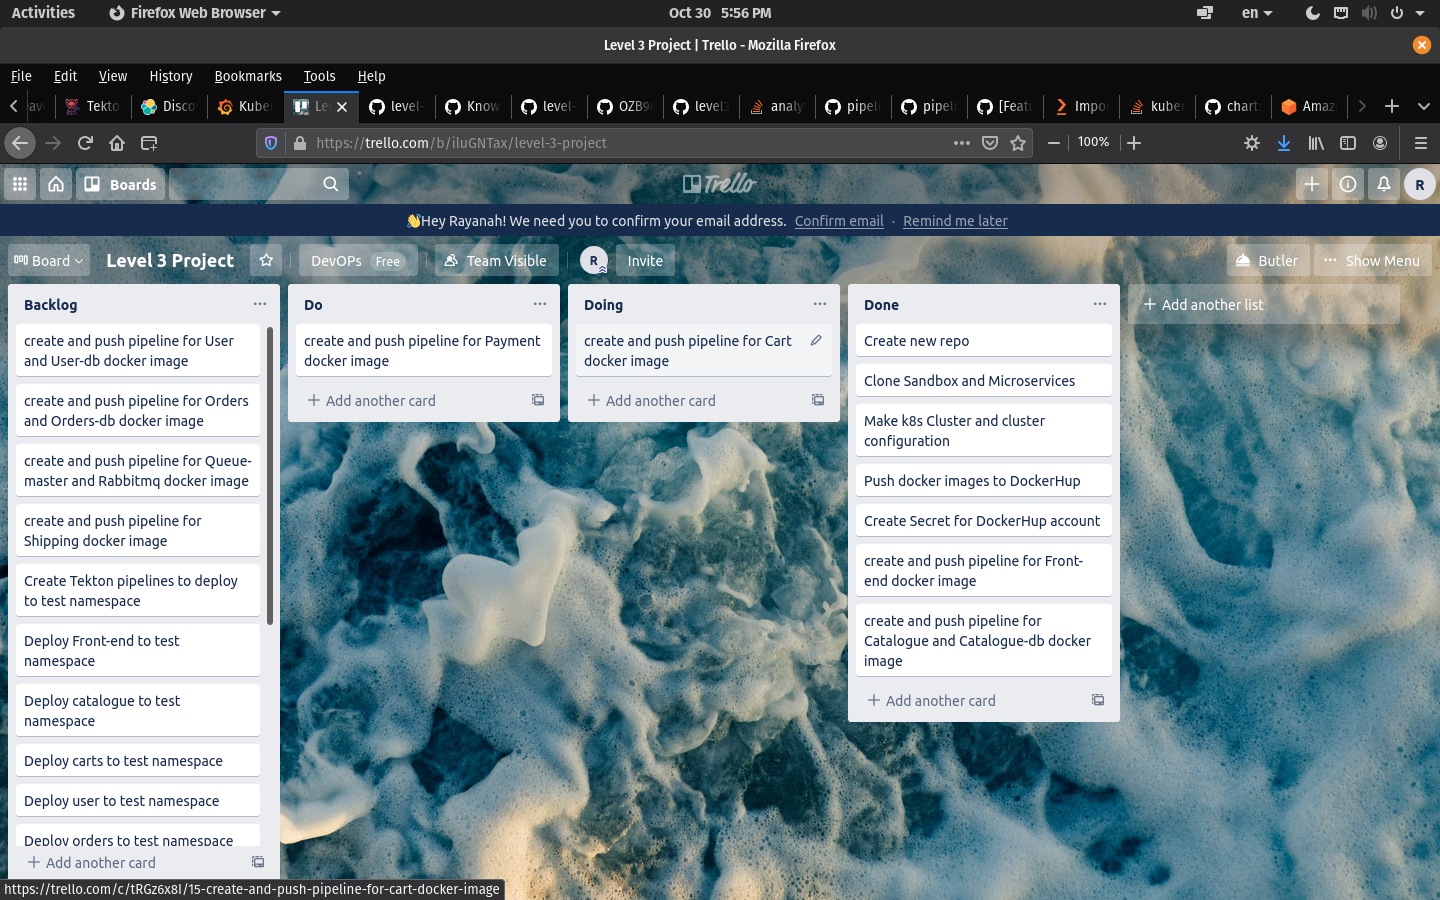 Activities Firefox Web Browser Oct 30 5:56 PM en
Level 3 Project | Trello - Mozilla Firefox
File Edit View History Bookmarks Tools Help
Tekto Disco Kuber Le level- Know level- OZB9 level3 analy pipeli pipeli [Featu Impor kuber chart Amaz
https://trello.com/b/iluGNTax/level-3-project 100%
Boards Trello R
👋Hey Rayanah! We need you to confirm your email address. Confirm email · Remind me later
Board Level 3 Project DevOPs Free Team Visible R Invite Butler Show Menu
Backlog
create and push pipeline for User
and User-db docker image
create and push pipeline for Orders
and Orders-db docker image
create and push pipeline for Queue-
master and Rabbitmq docker image
create and push pipeline for
Shipping docker image
Create Tekton pipelines to deploy
to test namespace
Deploy Front-end to test
namespace
Deploy catalogue to test
namespace
Deploy carts to test namespace
Deploy user to test namespace
Deploy orders to test namespace
Add another card
Do
create and push pipeline for Payment
docker image
Add another card
Doing
create and push pipeline for Cart
docker image
Add another card
Done
Create new repo
Clone Sandbox and Microservices
Make k8s Cluster and cluster
configuration
Push docker images to DockerHup
Create Secret for DockerHup account
create and push pipeline for Front-
end docker image
create and push pipeline for
Catalogue and Catalogue-db docker
image
Add another card
Add another list
https://trello.com/c/tRGz6x8I/15-create-and-push-pipeline-for-cart-docker-image